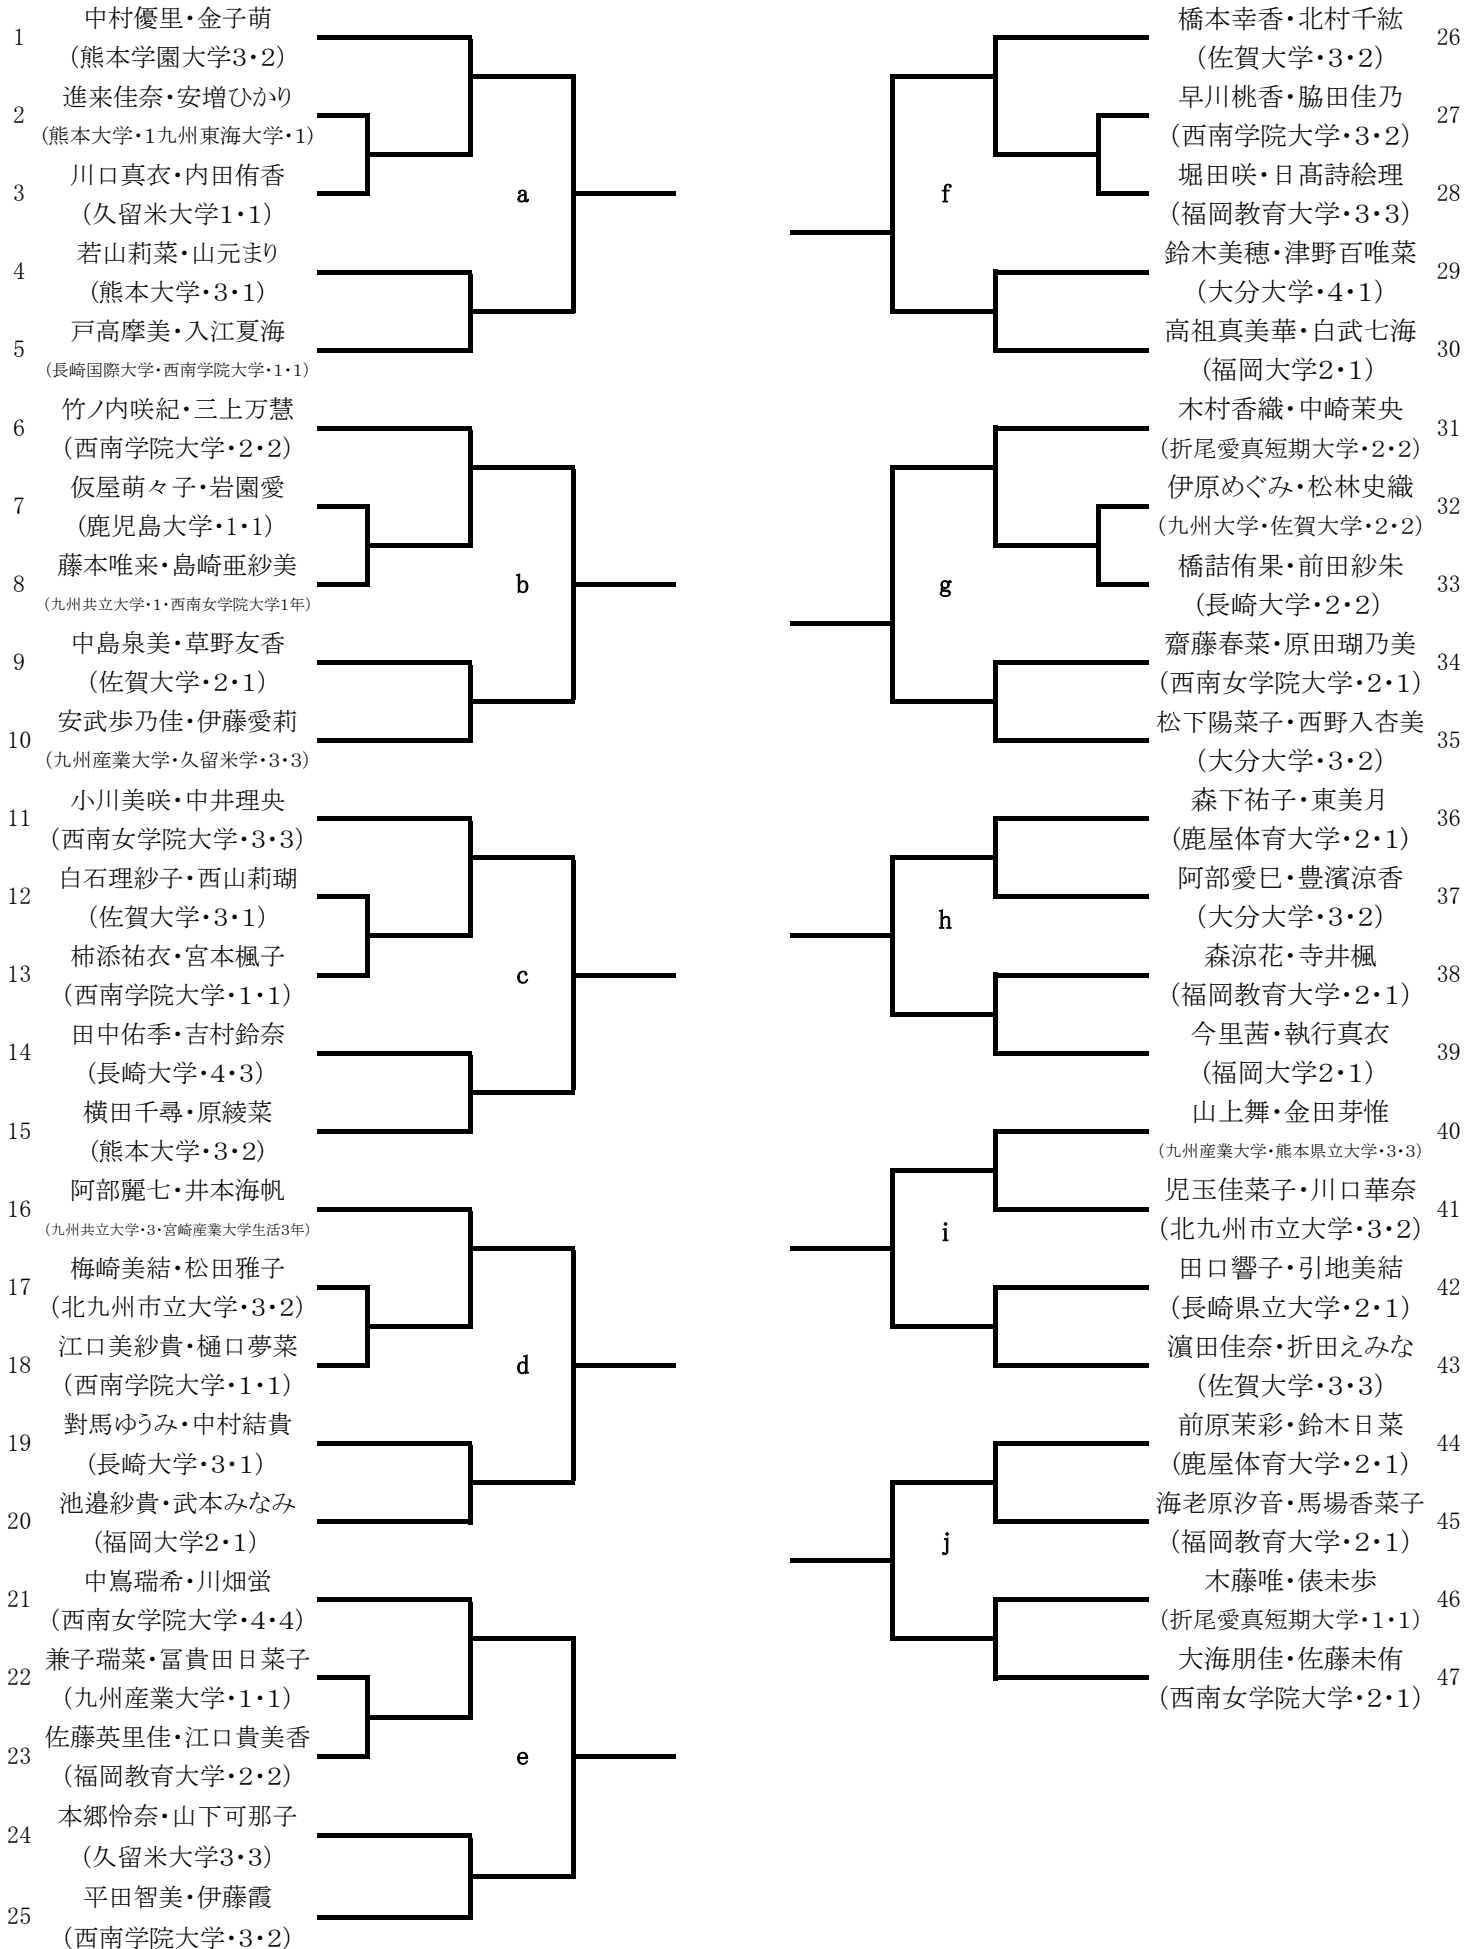 1
中村優里・金子萌
(熊本学園大学3・2)
2
進来佳奈・安増ひかり
(熊本大学・1九州東海大学・1)
3
川口真衣・内田侑香
(久留米大学1・1)
a
4
若山莉菜・山元まり
(熊本大学・3・1)
5
戸高摩美・入江夏海
(長崎国際大学・西南学院大学・1・1)
6
竹ノ内咲紀・三上万慧
(西南学院大学・2・2)
7
仮屋萌々子・岩園愛
(鹿児島大学・1・1)
8
藤本唯来・島崎亜紗美
(九州共立大学・1・西南女学院大学1年)
b
9
中島泉美・草野友香
(佐賀大学・2・1)
10
安武歩乃佳・伊藤愛莉
(九州産業大学・久留米学・3・3)
11
小川美咲・中井理央
(西南女学院大学・3・3)
12
白石理紗子・西山莉瑚
(佐賀大学・3・1)
13
柿添祐衣・宮本楓子
(西南学院大学・1・1)
c
14
田中佑季・吉村鈴奈
(長崎大学・4・3)
15
横田千尋・原綾菜
(熊本大学・3・2)
16
阿部麗七・井本海帆
(九州共立大学・3・宮崎産業大学生活3年)
17
梅崎美結・松田雅子
(北九州市立大学・3・2)
18
江口美紗貴・樋口夢菜
(西南学院大学・1・1)
d
19
對馬ゆうみ・中村結貴
(長崎大学・3・1)
20
池邉紗貴・武本みなみ
(福岡大学2・1)
21
中嶌瑞希・川畑蛍
(西南女学院大学・4・4)
22
兼子瑞菜・冨貴田日菜子
(九州産業大学・1・1)
23
佐藤英里佳・江口貴美香
(福岡教育大学・2・2)
e
24
本郷怜奈・山下可那子
(久留米大学3・3)
25
平田智美・伊藤霞
(西南学院大学・3・2)
橋本幸香・北村千紘
26
(佐賀大学・3・2)
早川桃香・脇田佳乃
27
(西南学院大学・3・2)
f
堀田咲・日髙詩絵理
28
(福岡教育大学・3・3)
鈴木美穂・津野百唯菜
29
(大分大学・4・1)
高祖真美華・白武七海
30
(福岡大学2・1)
木村香織・中崎茉央
31
(折尾愛真短期大学・2・2)
伊原めぐみ・松林史織
32
(九州大学・佐賀大学・2・2)
g
橋詰侑果・前田紗朱
33
(長崎大学・2・2)
齋藤春菜・原田瑚乃美
34
(西南女学院大学・2・1)
松下陽菜子・西野入杏美
35
(大分大学・3・2)
森下祐子・東美月
36
(鹿屋体育大学・2・1)
阿部愛巳・豊濱涼香
37
(大分大学・3・2)
h
森涼花・寺井楓
38
(福岡教育大学・2・1)
今里茜・執行真衣
39
(福岡大学2・1)
山上舞・金田芽惟
40
(九州産業大学・熊本県立大学・3・3)
児玉佳菜子・川口華奈
41
(北九州市立大学・3・2)
i
田口響子・引地美結
42
(長崎県立大学・2・1)
濵田佳奈・折田えみな
43
(佐賀大学・3・3)
前原茉彩・鈴木日菜
44
(鹿屋体育大学・2・1)
海老原汐音・馬場香菜子
45
(福岡教育大学・2・1)
j
木藤唯・俵未歩
46
(折尾愛真短期大学・1・1)
大海朋佳・佐藤未侑
47
(西南女学院大学・2・1)